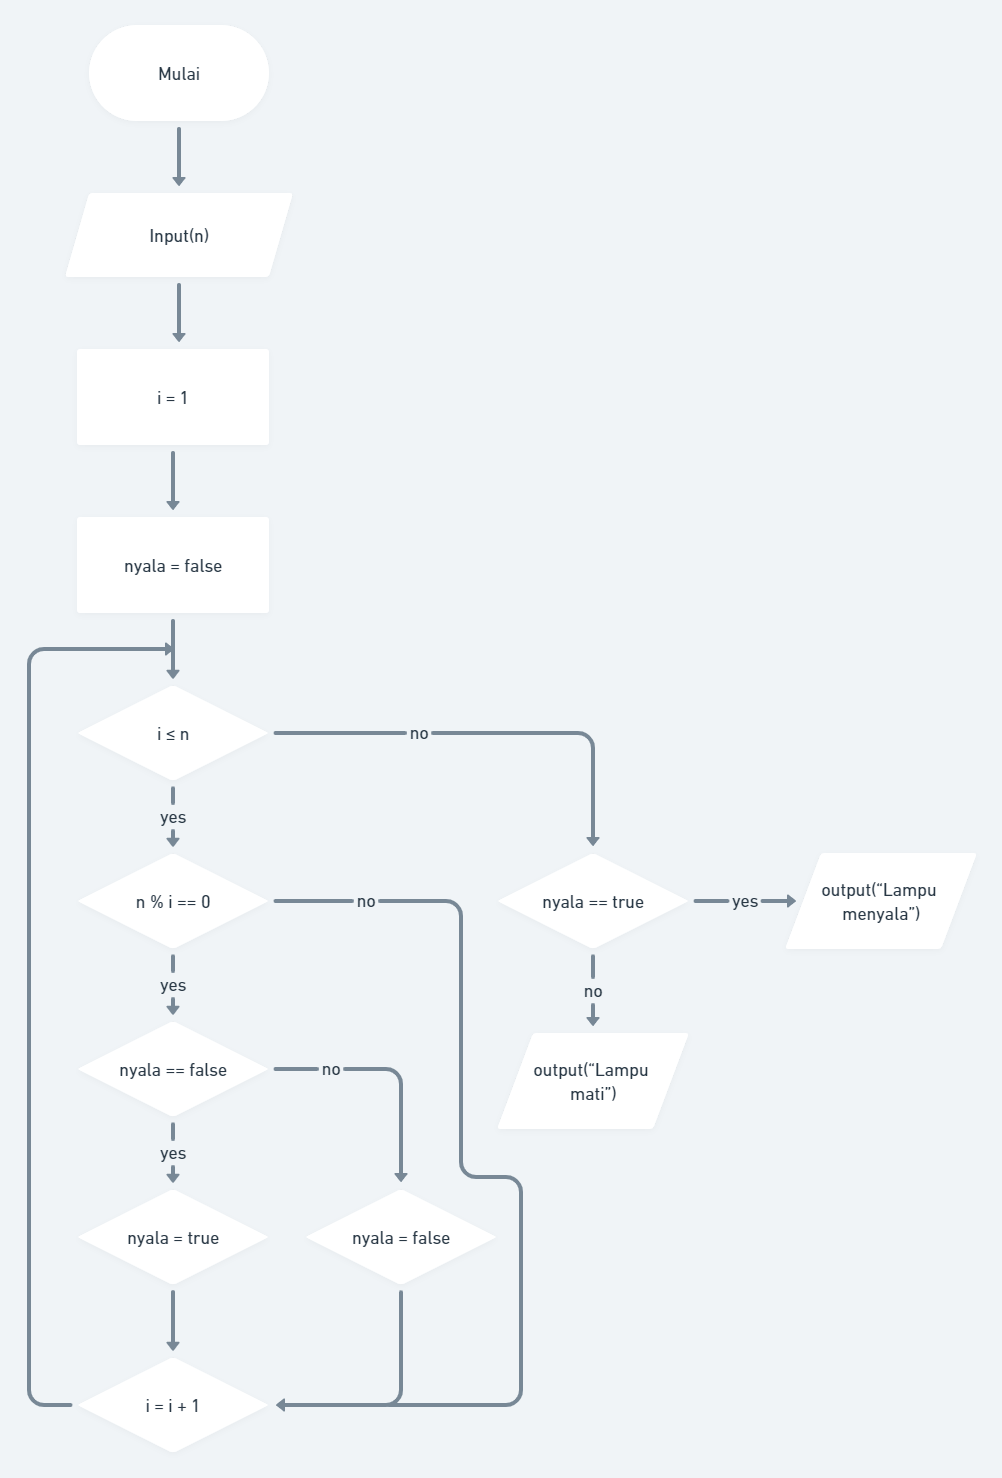 Mulai
Input(n)
i = 1
nyala = false
i ≤ n
no
yes
n % i == 0
no
nyala == true
yes
output(“Lampu
menyala”)
yes
no
nyala == false
no
output(“Lampu
mati”)
yes
nyala = true
nyala = false
i = i + 1